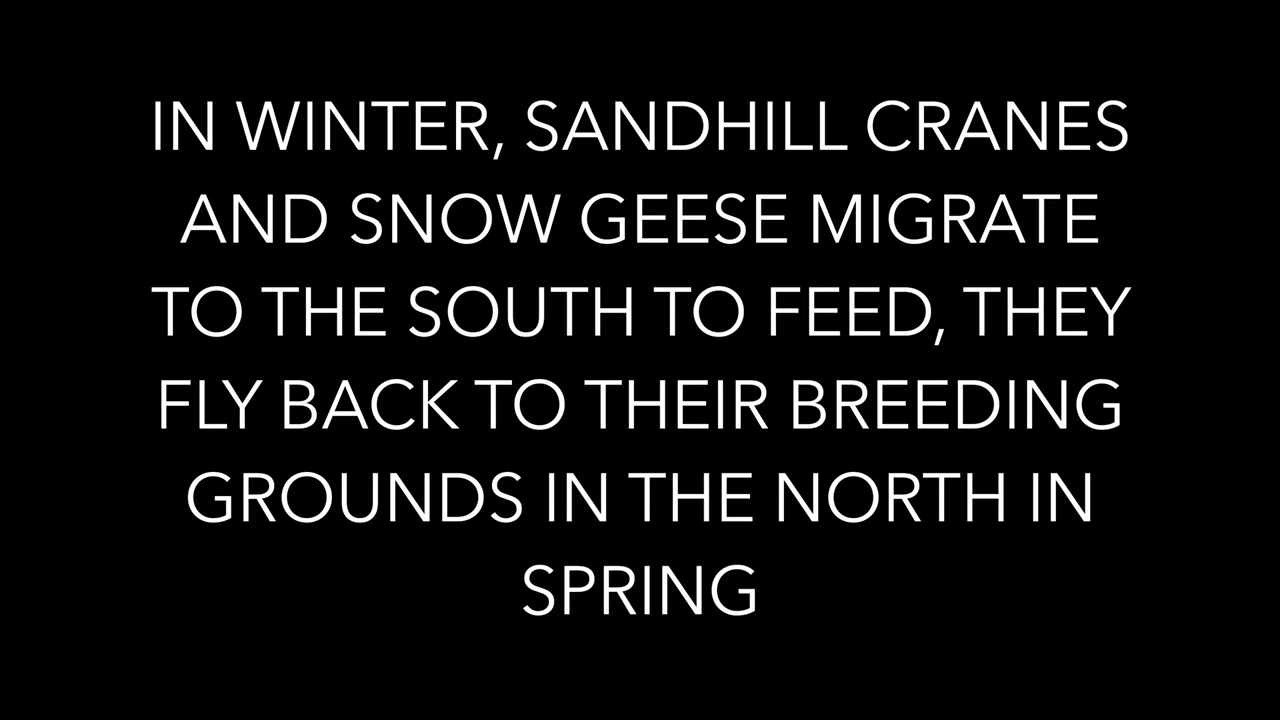 IN WINTER, SANDHILL CRANES
AND SNOW GEESE MIGRATE
TO THE SOUTH TO FEED, THEY
FLY BACK TO THEIR BREEDING
GROUNDS IN THE NORTH IN
SPRING